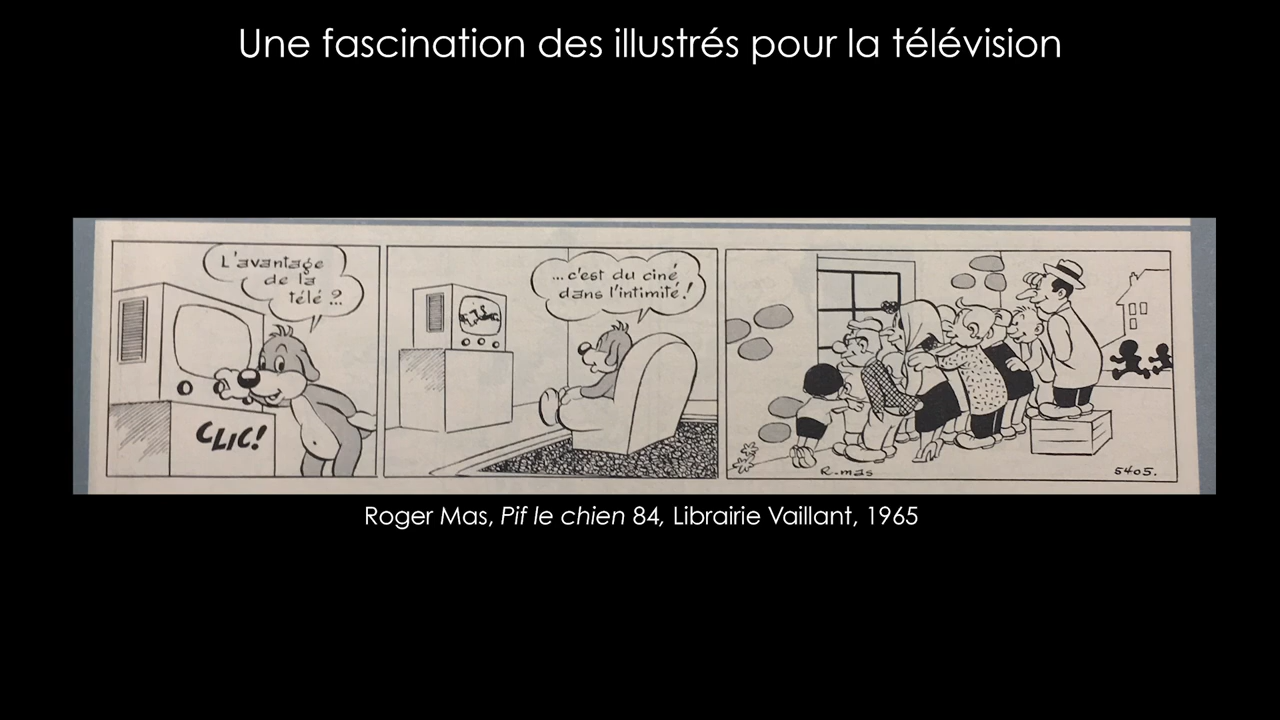 Une fascination des illustrés pour la télévision
L'avantage
de la
télé ?...
CLIC!
...c'est du ciné
dans l'intimité !
R. mas
5405.
Roger Mas, Pif le chien 84, Librairie Vaillant, 1965